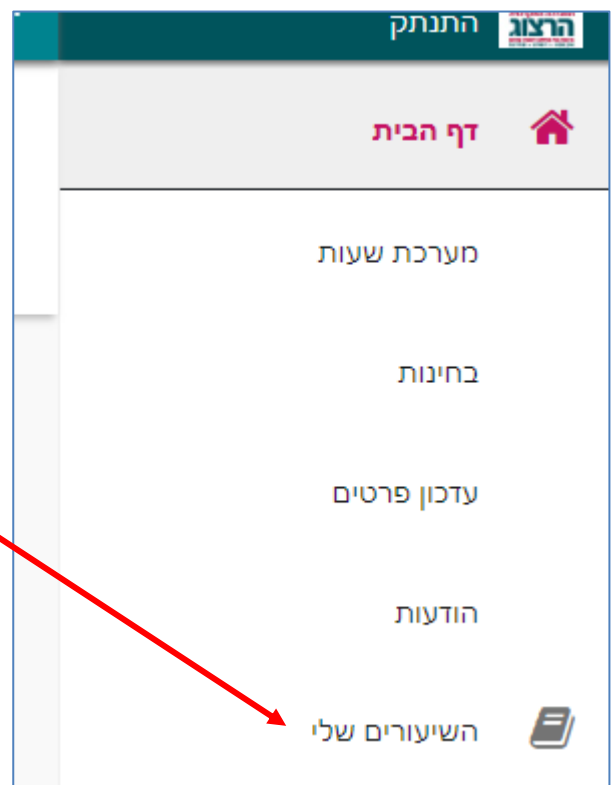 התנתק
הרצוג
דף הבית
מערכת שעות
בחינות
עדכון פרטים
הודעות
השיעורים שלי